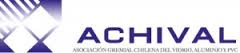 ACHIVAL
ASOCIACIÓN GREMIAL CHILENA DEL VIDRIO, ALUMINIO Y PVC